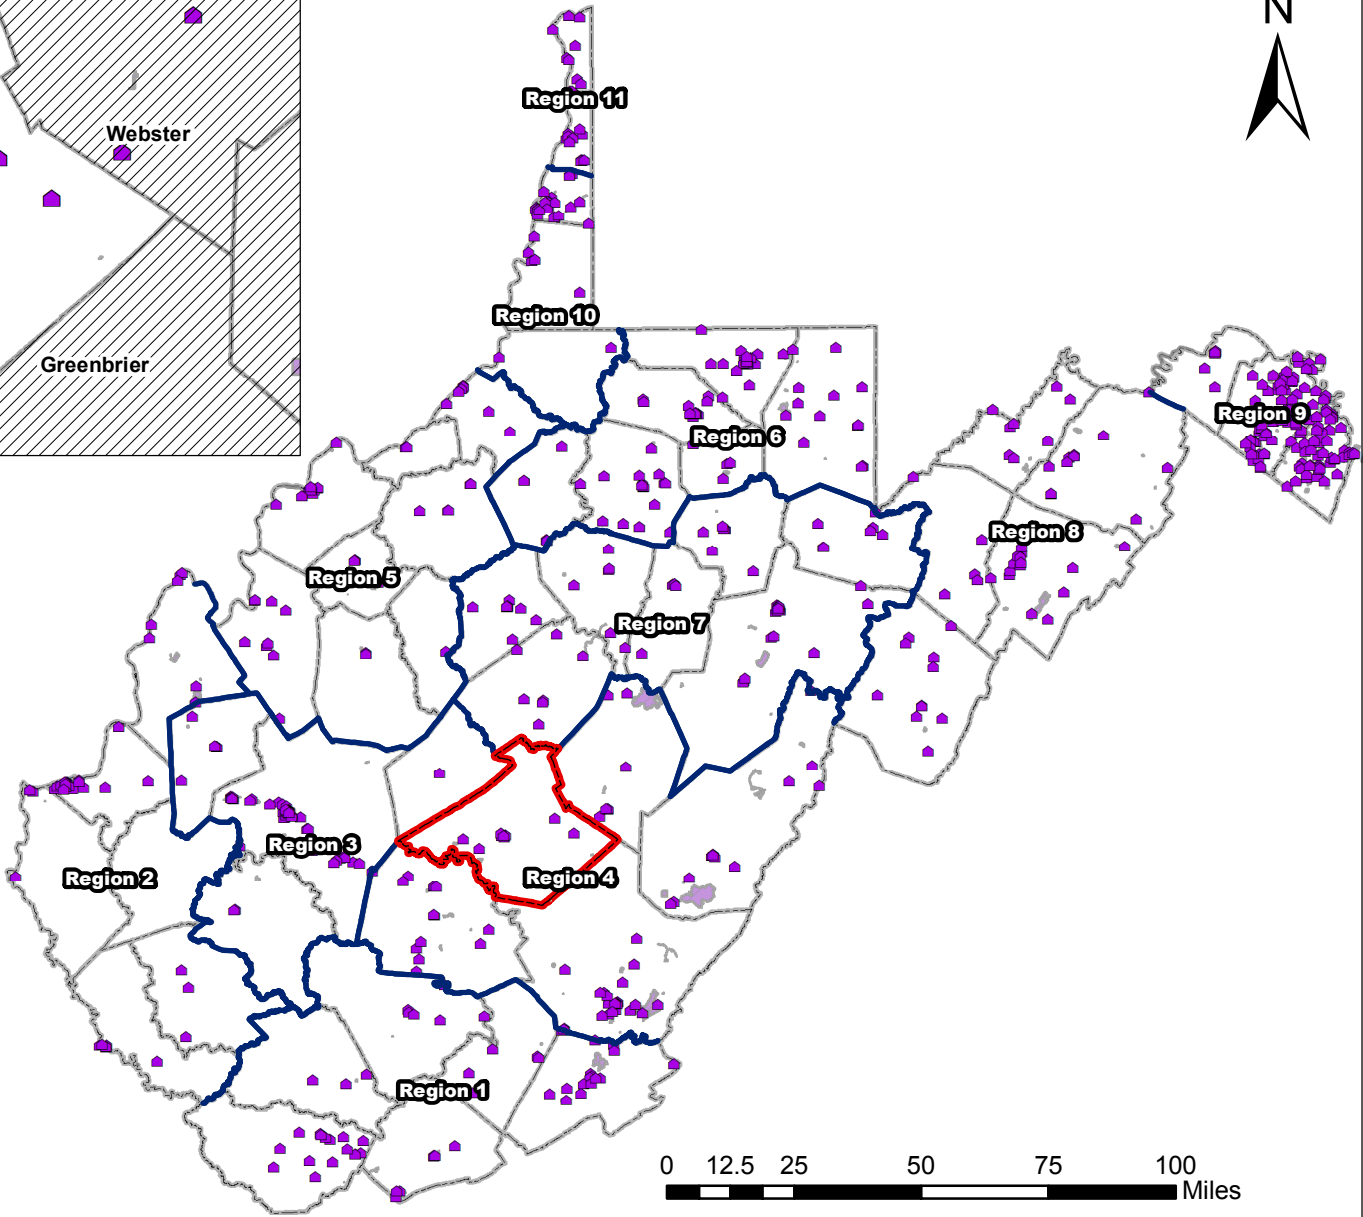 N
Webster
Greenbrier
Region 11
Region 10
Region 9
Region 6
Region 8
Region 5
Region 7
Region 3
Region 2
Region 4
Region 1
0 12.5 25 50 75 100
Miles